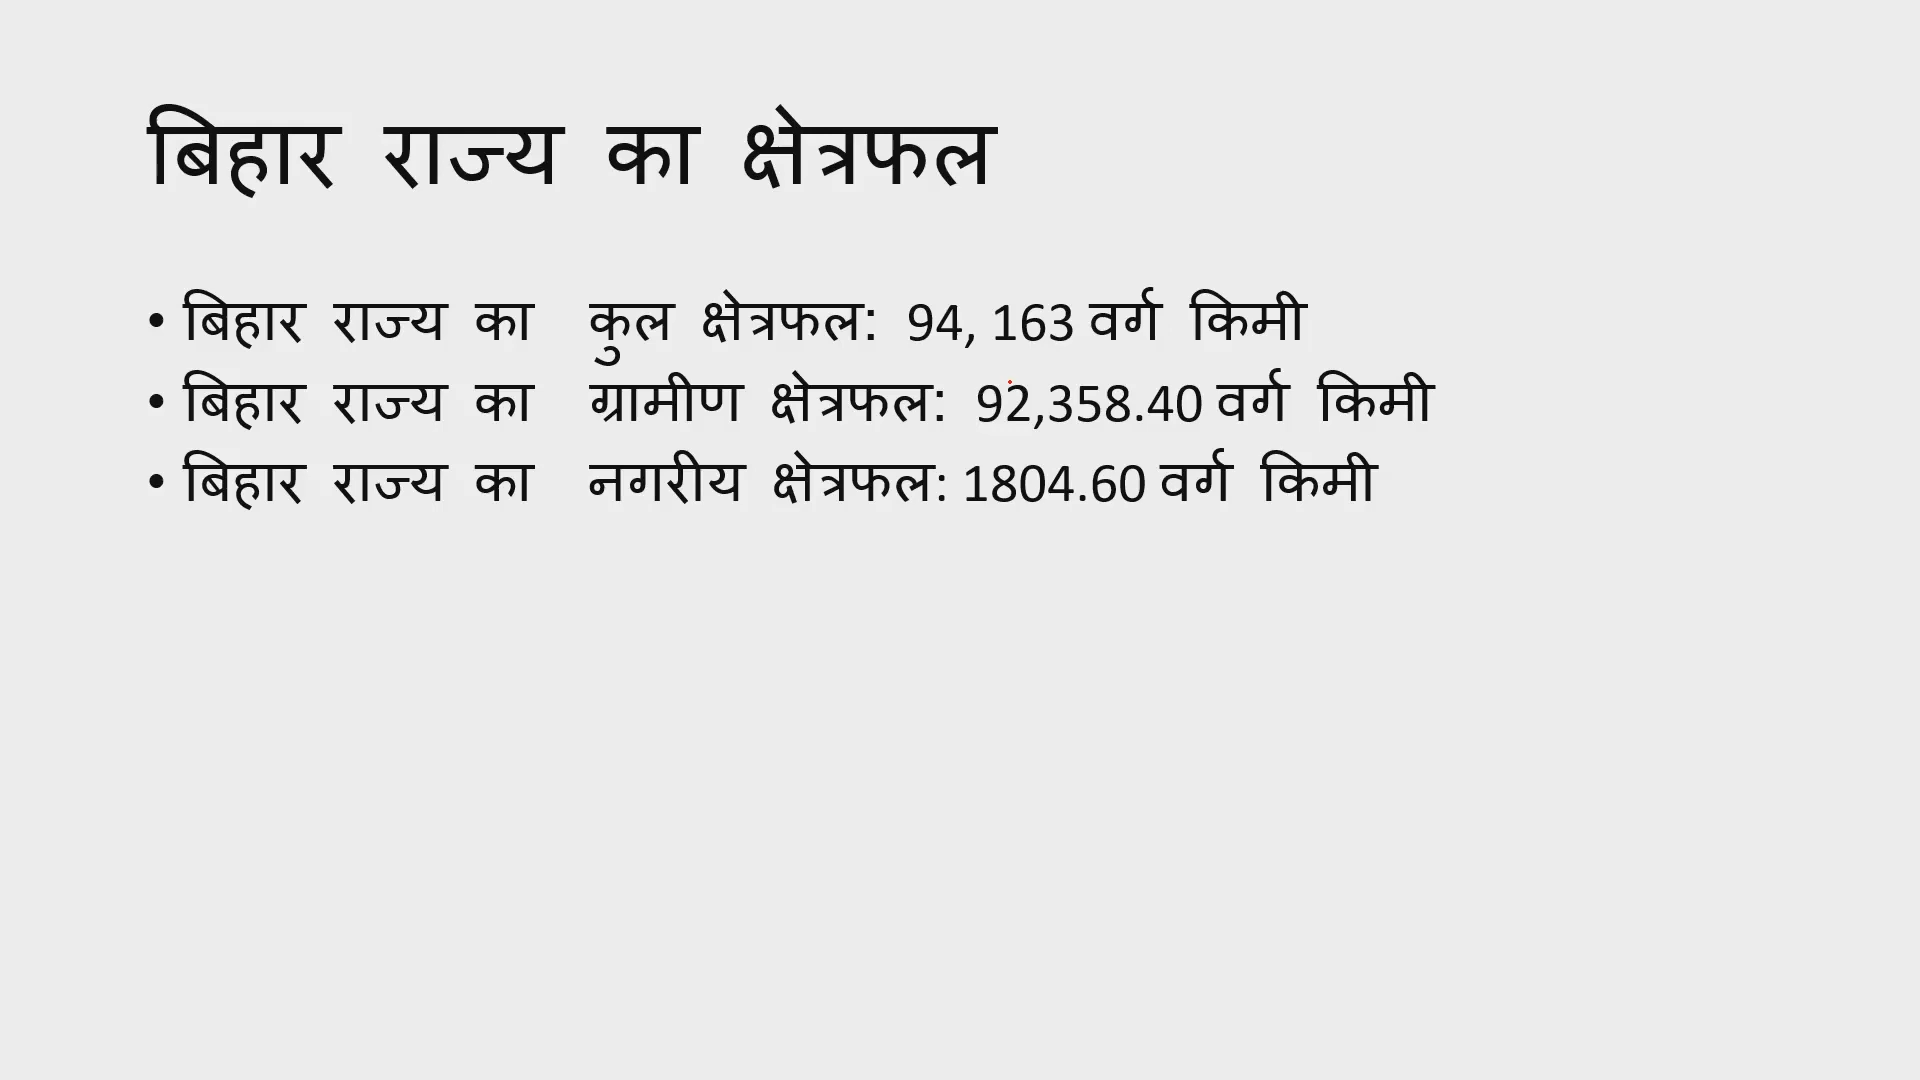 बिहार राज्य का क्षेत्रफल
• बिहार राज्य का कुल क्षेत्रफल: 94, 163 वर्ग किमी
• बिहार राज्य का ग्रामीण क्षेत्रफल: 92,358.40 वर्ग किमी
• बिहार राज्य का नगरीय क्षेत्रफल: 1804.60 वर्ग किमी